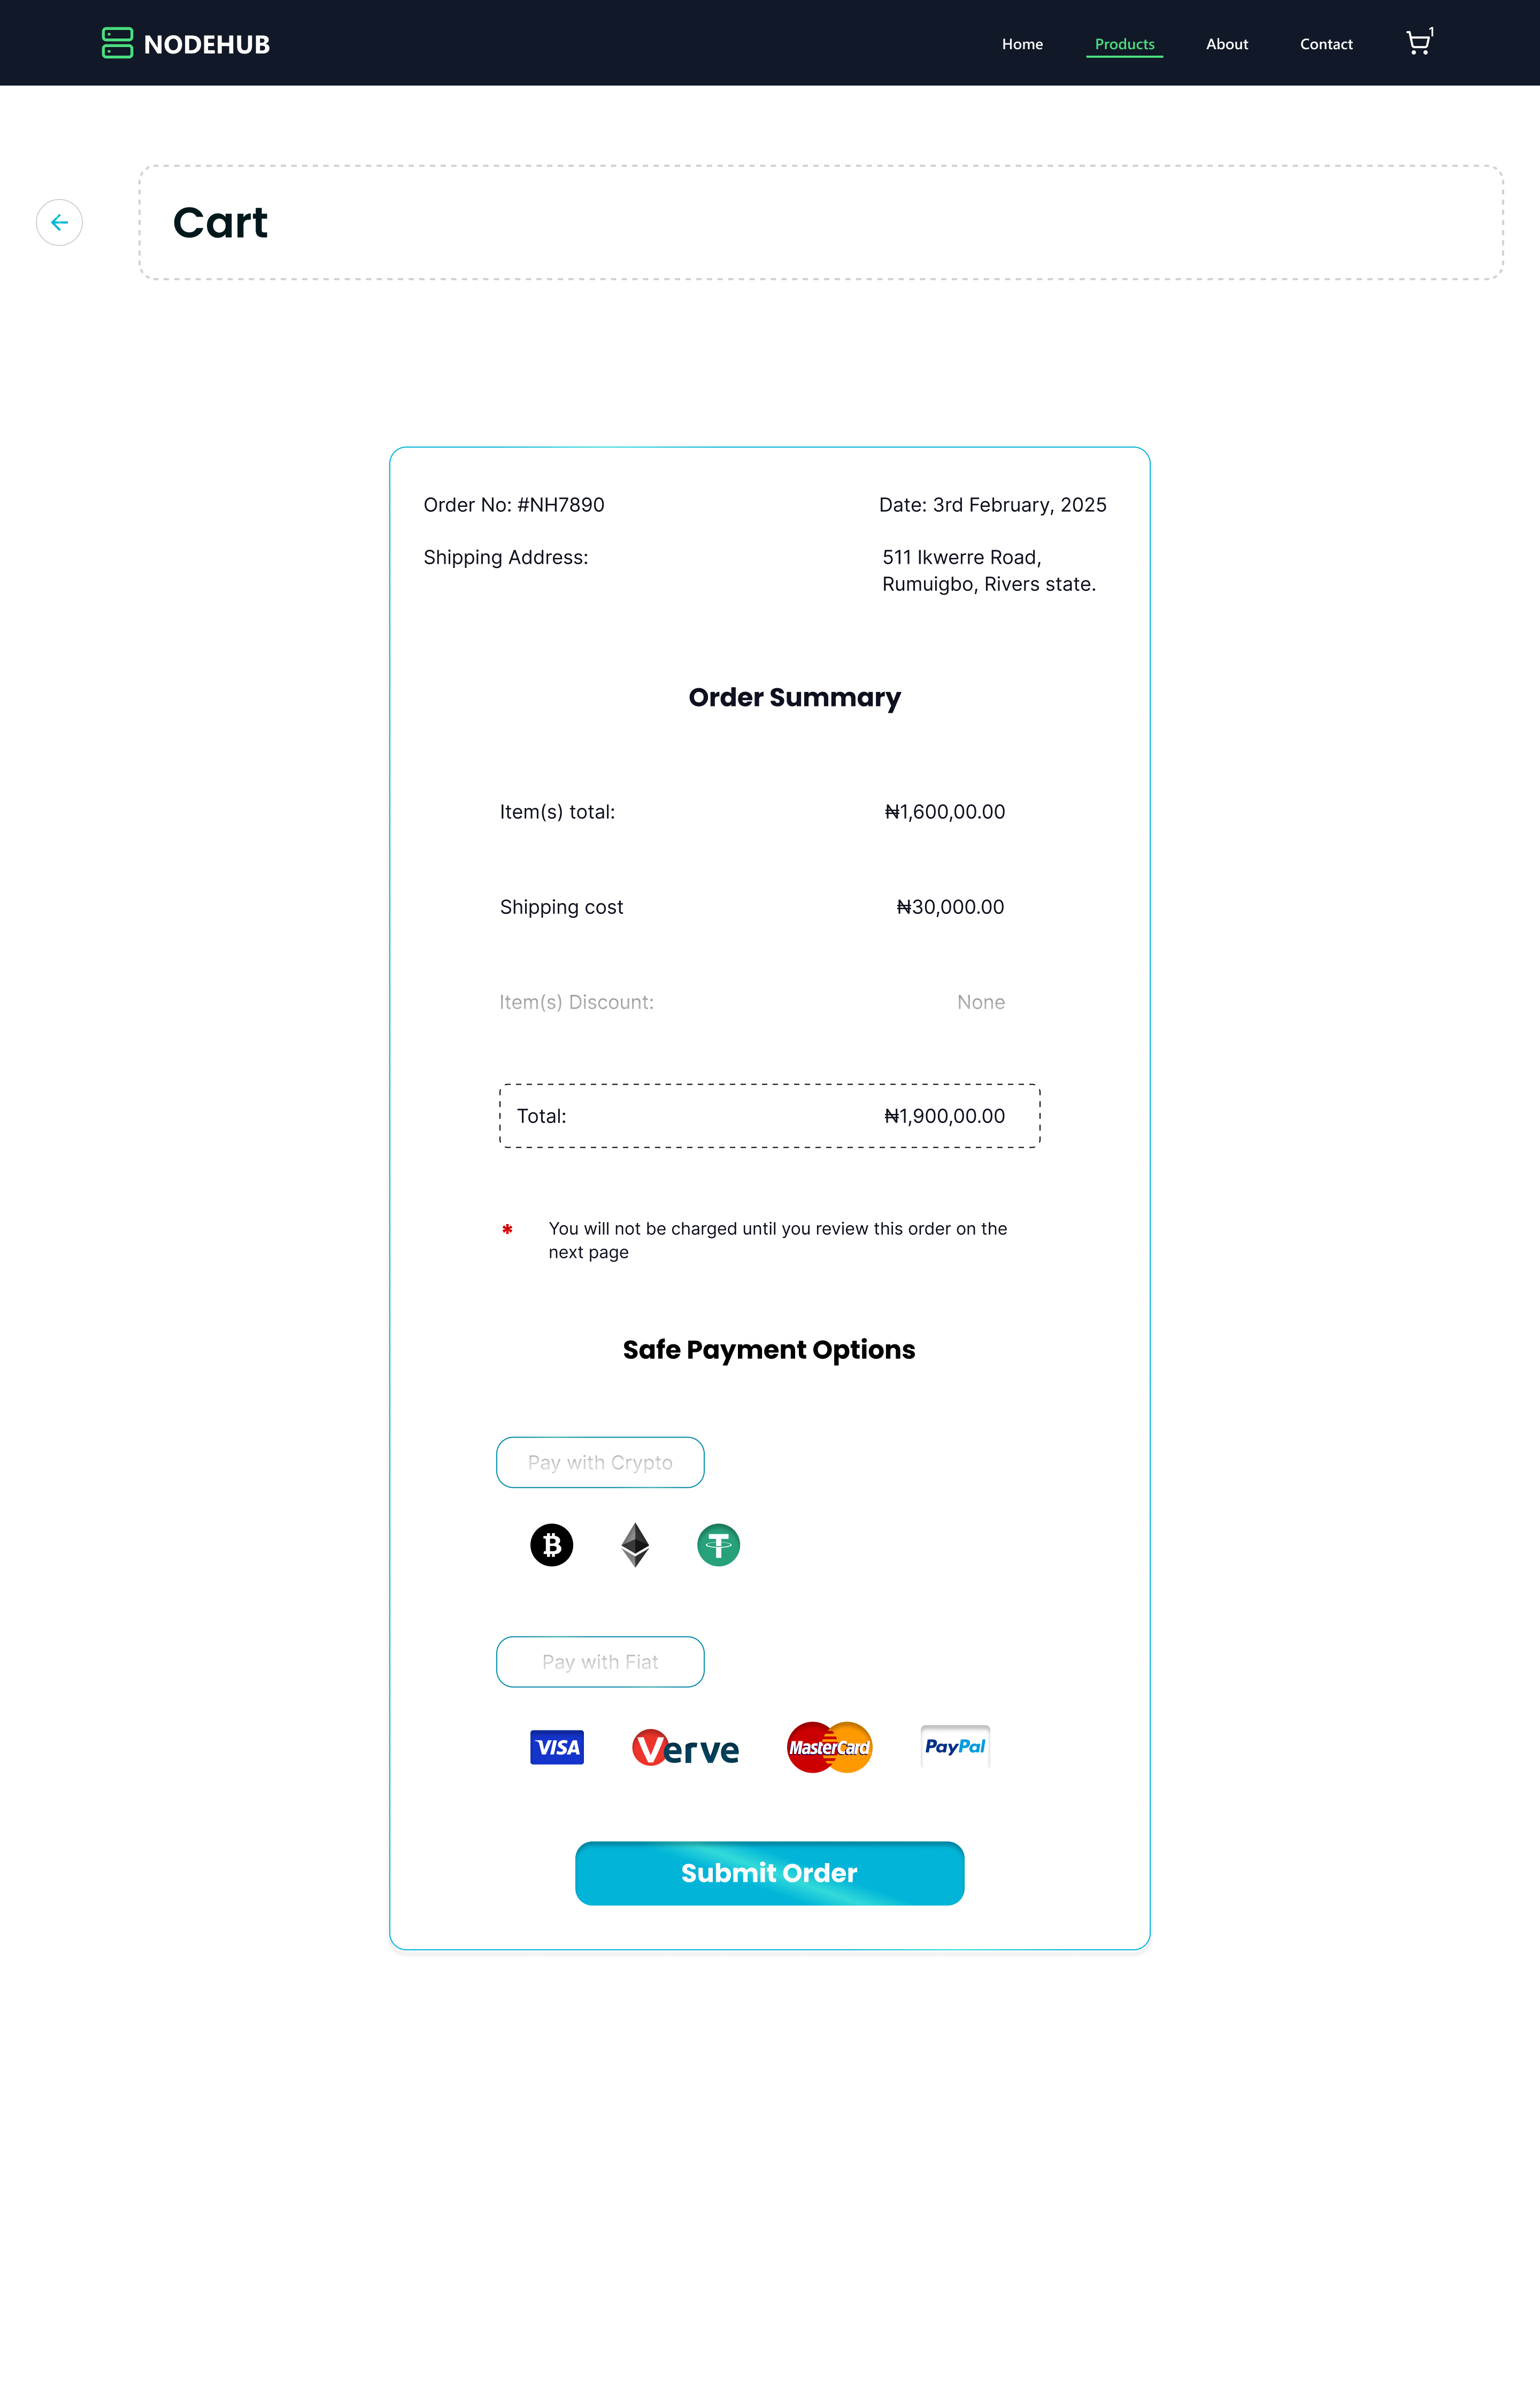 NODEHUB
Home Products About Contact 1
Cart
Order No: #NH7890 Date: 3rd February, 2025
Shipping Address: 511 Ikwerre Road,
Rumuigbo, Rivers state.
Order Summary
Item(s) total: ₦1,600,00.00
Shipping cost ₦30,000.00
Item(s) Discount: None
Total: ₦1,900,00.00
* You will not be charged until you review this order on the
next page
Safe Payment Options
Pay with Crypto
Pay with Fiat
VISA Verve MasterCard PayPal
Submit Order